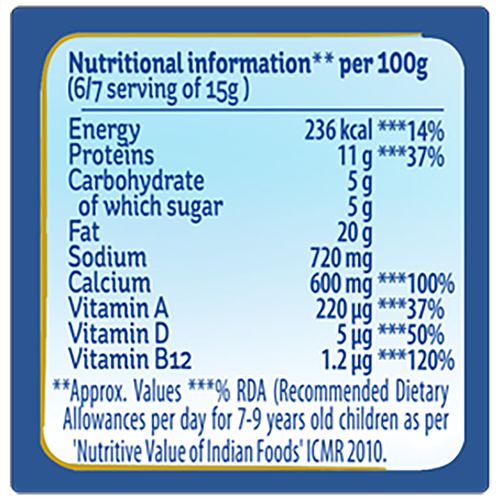 Nutritional information** per 100g
(6/7 serving of 15g )
Energy 236 kcal ***14%
Proteins 11 g ***37%
Carbohydrate 5 g
of which sugar 5 g
Fat 20 g
Sodium 720 mg
Calcium 600 mg ***100%
Vitamin A 220 µg ***37%
Vitamin D 5 µg ***50%
Vitamin B12 1.2 µg ***120%
**Approx. Values ***% RDA (Recommended Dietary
Allowances per day for 7-9 years old children as per
'Nutritive Value of Indian Foods' ICMR 2010.